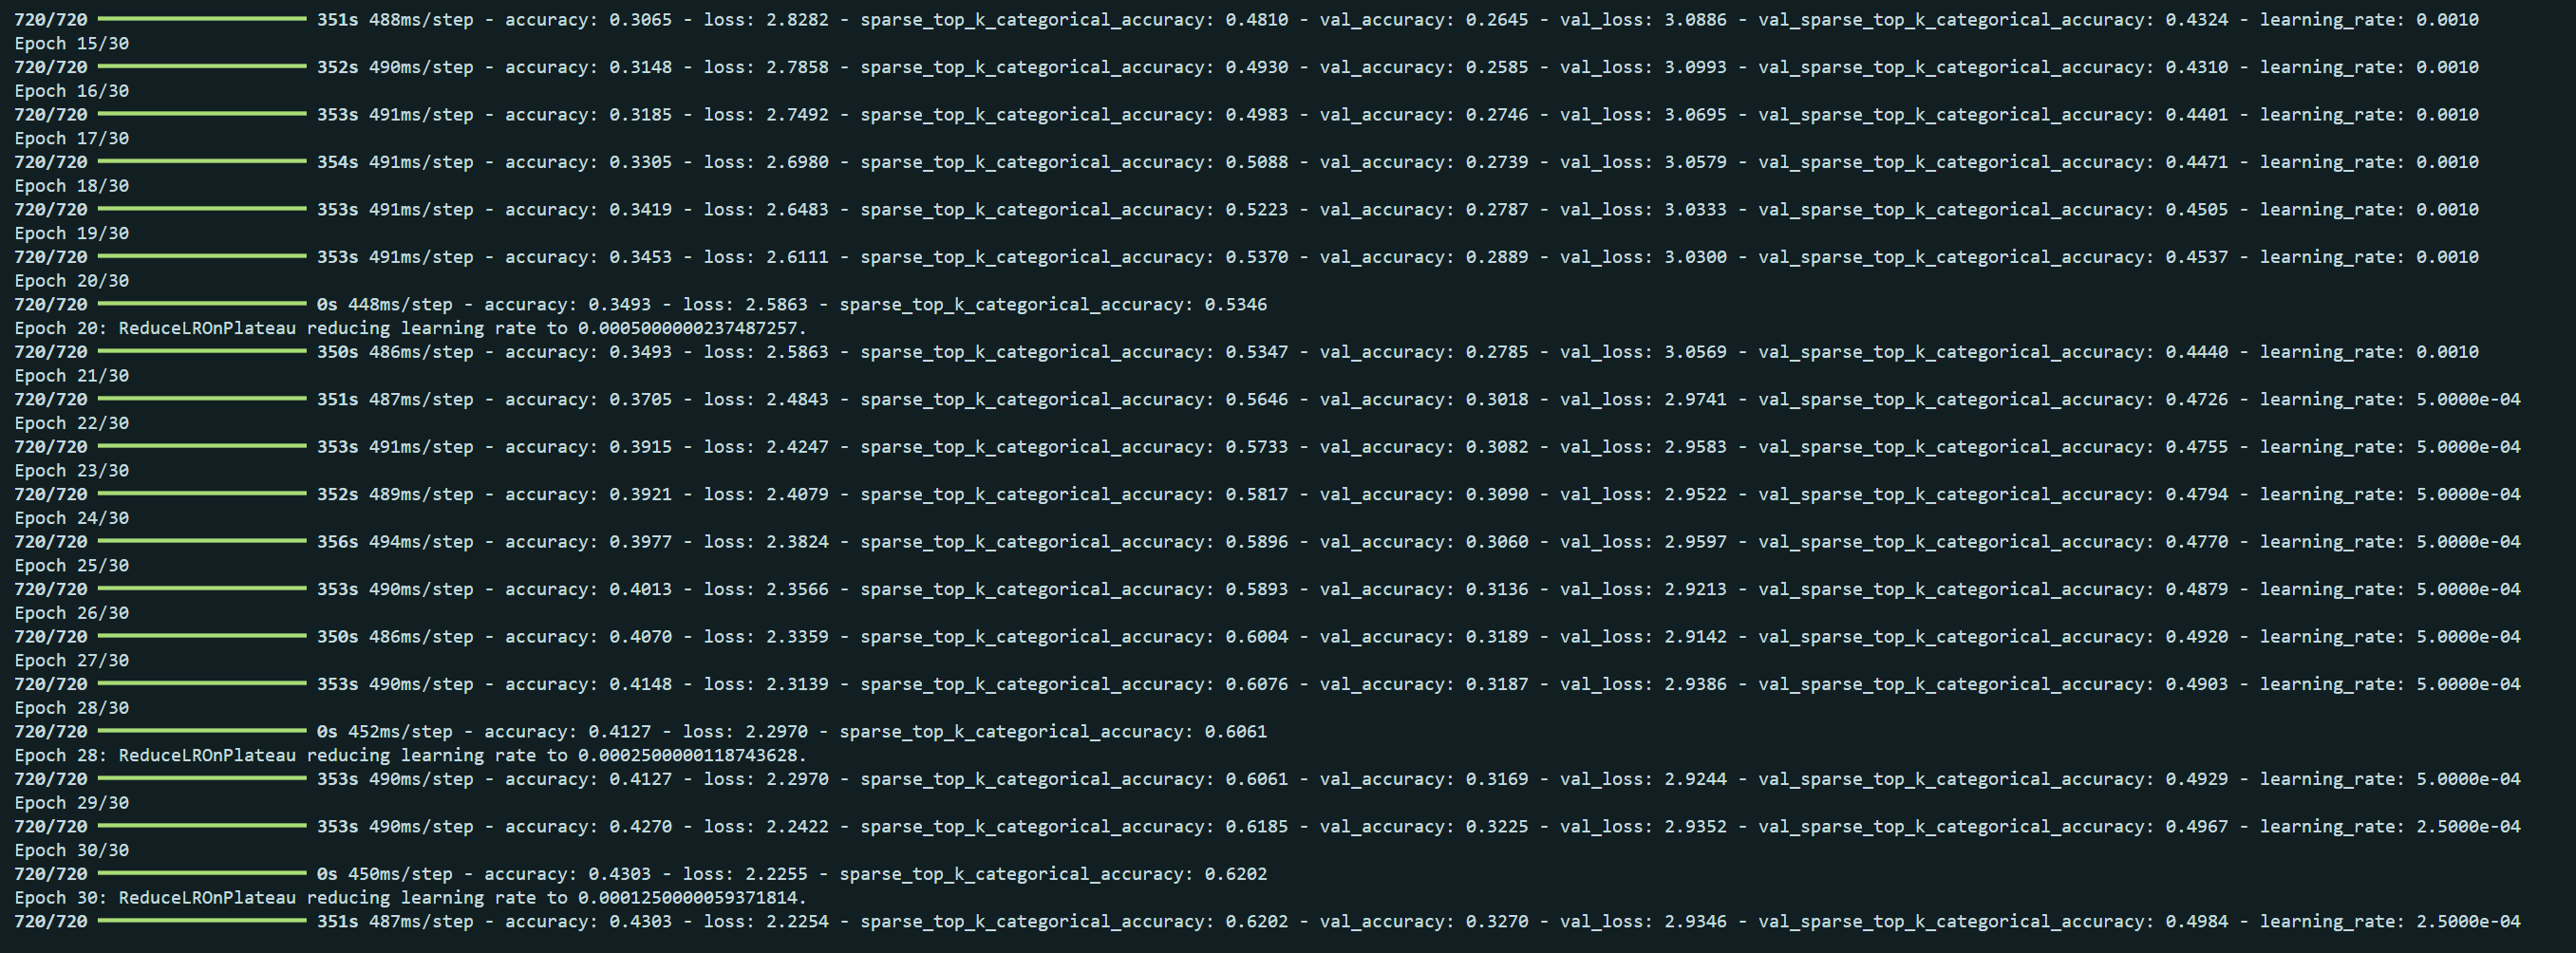 720/720 ━━━━━━━━━━━━━━━━━━━━ 351s 488ms/step - accuracy: 0.3065 - loss: 2.8282 - sparse_top_k_categorical_accuracy: 0.4810 - val_accuracy: 0.2645 - val_loss: 3.0886 - val_sparse_top_k_categorical_accuracy: 0.4324 - learning_rate: 0.0010
Epoch 15/30
720/720 ━━━━━━━━━━━━━━━━━━━━ 352s 490ms/step - accuracy: 0.3148 - loss: 2.7858 - sparse_top_k_categorical_accuracy: 0.4930 - val_accuracy: 0.2585 - val_loss: 3.0993 - val_sparse_top_k_categorical_accuracy: 0.4310 - learning_rate: 0.0010
Epoch 16/30
720/720 ━━━━━━━━━━━━━━━━━━━━ 353s 491ms/step - accuracy: 0.3185 - loss: 2.7492 - sparse_top_k_categorical_accuracy: 0.4983 - val_accuracy: 0.2746 - val_loss: 3.0695 - val_sparse_top_k_categorical_accuracy: 0.4401 - learning_rate: 0.0010
Epoch 17/30
720/720 ━━━━━━━━━━━━━━━━━━━━ 354s 491ms/step - accuracy: 0.3305 - loss: 2.6980 - sparse_top_k_categorical_accuracy: 0.5088 - val_accuracy: 0.2739 - val_loss: 3.0579 - val_sparse_top_k_categorical_accuracy: 0.4471 - learning_rate: 0.0010
Epoch 18/30
720/720 ━━━━━━━━━━━━━━━━━━━━ 353s 491ms/step - accuracy: 0.3419 - loss: 2.6483 - sparse_top_k_categorical_accuracy: 0.5223 - val_accuracy: 0.2787 - val_loss: 3.0333 - val_sparse_top_k_categorical_accuracy: 0.4505 - learning_rate: 0.0010
Epoch 19/30
720/720 ━━━━━━━━━━━━━━━━━━━━ 353s 491ms/step - accuracy: 0.3453 - loss: 2.6111 - sparse_top_k_categorical_accuracy: 0.5370 - val_accuracy: 0.2889 - val_loss: 3.0300 - val_sparse_top_k_categorical_accuracy: 0.4537 - learning_rate: 0.0010
Epoch 20/30
720/720 ━━━━━━━━━━━━━━━━━━━━ 0s 448ms/step - accuracy: 0.3493 - loss: 2.5863 - sparse_top_k_categorical_accuracy: 0.5346
Epoch 20: ReduceLROnPlateau reducing learning rate to 0.0005000000237487257.
720/720 ━━━━━━━━━━━━━━━━━━━━ 350s 486ms/step - accuracy: 0.3493 - loss: 2.5863 - sparse_top_k_categorical_accuracy: 0.5347 - val_accuracy: 0.2785 - val_loss: 3.0569 - val_sparse_top_k_categorical_accuracy: 0.4440 - learning_rate: 0.0010
Epoch 21/30
720/720 ━━━━━━━━━━━━━━━━━━━━ 351s 487ms/step - accuracy: 0.3705 - loss: 2.4843 - sparse_top_k_categorical_accuracy: 0.5646 - val_accuracy: 0.3018 - val_loss: 2.9741 - val_sparse_top_k_categorical_accuracy: 0.4726 - learning_rate: 5.0000e-04
Epoch 22/30
720/720 ━━━━━━━━━━━━━━━━━━━━ 353s 491ms/step - accuracy: 0.3915 - loss: 2.4247 - sparse_top_k_categorical_accuracy: 0.5733 - val_accuracy: 0.3082 - val_loss: 2.9583 - val_sparse_top_k_categorical_accuracy: 0.4755 - learning_rate: 5.0000e-04
Epoch 23/30
720/720 ━━━━━━━━━━━━━━━━━━━━ 352s 489ms/step - accuracy: 0.3921 - loss: 2.4079 - sparse_top_k_categorical_accuracy: 0.5817 - val_accuracy: 0.3090 - val_loss: 2.9522 - val_sparse_top_k_categorical_accuracy: 0.4794 - learning_rate: 5.0000e-04
Epoch 24/30
720/720 ━━━━━━━━━━━━━━━━━━━━ 356s 494ms/step - accuracy: 0.3977 - loss: 2.3824 - sparse_top_k_categorical_accuracy: 0.5896 - val_accuracy: 0.3060 - val_loss: 2.9597 - val_sparse_top_k_categorical_accuracy: 0.4770 - learning_rate: 5.0000e-04
Epoch 25/30
720/720 ━━━━━━━━━━━━━━━━━━━━ 353s 490ms/step - accuracy: 0.4013 - loss: 2.3566 - sparse_top_k_categorical_accuracy: 0.5893 - val_accuracy: 0.3136 - val_loss: 2.9213 - val_sparse_top_k_categorical_accuracy: 0.4879 - learning_rate: 5.0000e-04
Epoch 26/30
720/720 ━━━━━━━━━━━━━━━━━━━━ 350s 486ms/step - accuracy: 0.4070 - loss: 2.3359 - sparse_top_k_categorical_accuracy: 0.6004 - val_accuracy: 0.3189 - val_loss: 2.9142 - val_sparse_top_k_categorical_accuracy: 0.4920 - learning_rate: 5.0000e-04
Epoch 27/30
720/720 ━━━━━━━━━━━━━━━━━━━━ 353s 490ms/step - accuracy: 0.4148 - loss: 2.3139 - sparse_top_k_categorical_accuracy: 0.6076 - val_accuracy: 0.3187 - val_loss: 2.9386 - val_sparse_top_k_categorical_accuracy: 0.4903 - learning_rate: 5.0000e-04
Epoch 28/30
720/720 ━━━━━━━━━━━━━━━━━━━━ 0s 452ms/step - accuracy: 0.4127 - loss: 2.2970 - sparse_top_k_categorical_accuracy: 0.6061
Epoch 28: ReduceLROnPlateau reducing learning rate to 0.0002500000118743628.
720/720 ━━━━━━━━━━━━━━━━━━━━ 353s 490ms/step - accuracy: 0.4127 - loss: 2.2970 - sparse_top_k_categorical_accuracy: 0.6061 - val_accuracy: 0.3169 - val_loss: 2.9244 - val_sparse_top_k_categorical_accuracy: 0.4929 - learning_rate: 5.0000e-04
Epoch 29/30
720/720 ━━━━━━━━━━━━━━━━━━━━ 353s 490ms/step - accuracy: 0.4270 - loss: 2.2422 - sparse_top_k_categorical_accuracy: 0.6185 - val_accuracy: 0.3225 - val_loss: 2.9352 - val_sparse_top_k_categorical_accuracy: 0.4967 - learning_rate: 2.5000e-04
Epoch 30/30
720/720 ━━━━━━━━━━━━━━━━━━━━ 0s 450ms/step - accuracy: 0.4303 - loss: 2.2255 - sparse_top_k_categorical_accuracy: 0.6202
Epoch 30: ReduceLROnPlateau reducing learning rate to 0.0001250000059371814.
720/720 ━━━━━━━━━━━━━━━━━━━━ 351s 487ms/step - accuracy: 0.4303 - loss: 2.2254 - sparse_top_k_categorical_accuracy: 0.6202 - val_accuracy: 0.3270 - val_loss: 2.9346 - val_sparse_top_k_categorical_accuracy: 0.4984 - learning_rate: 2.5000e-04